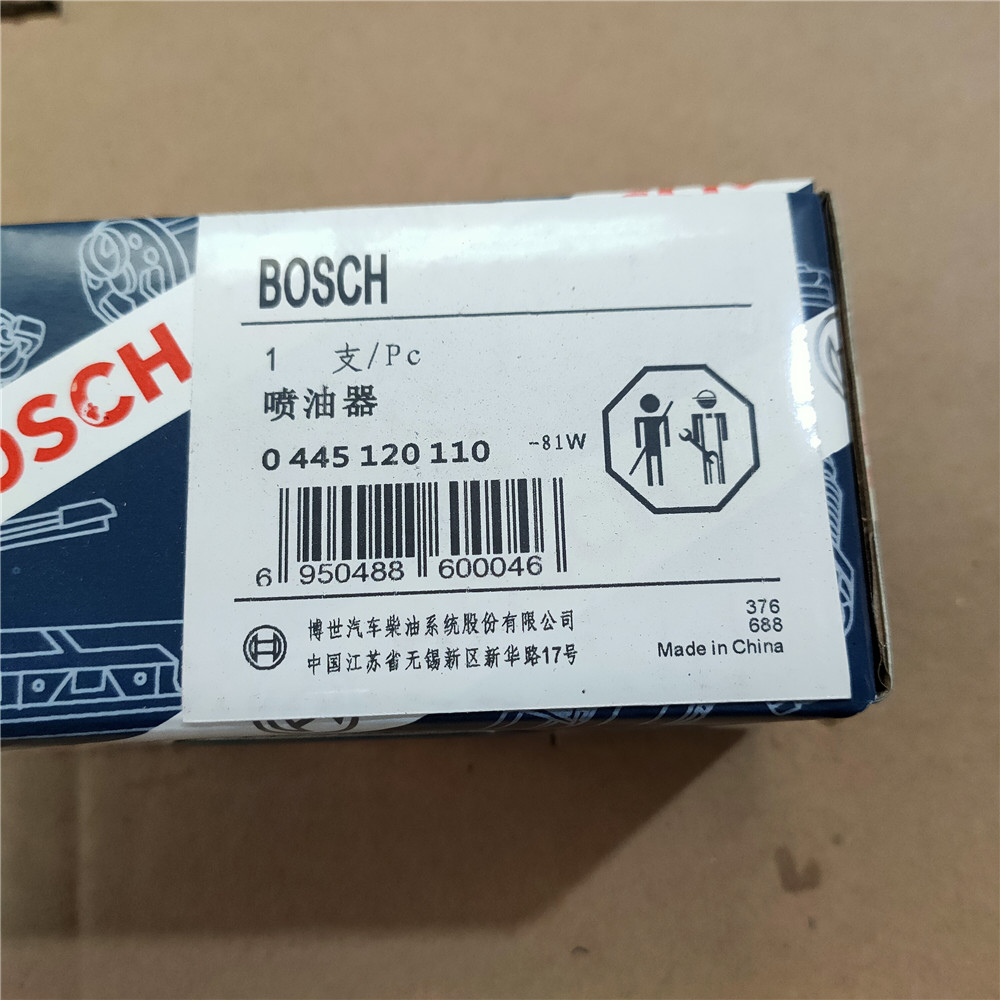 BOSCH
BOSCH
1 支/Pc
喷油器
0 445 120 110 -81W
6 950488 600046
博世汽车柴油系统股份有限公司
中国江苏省无锡新区新华路17号
376
688
Made in China